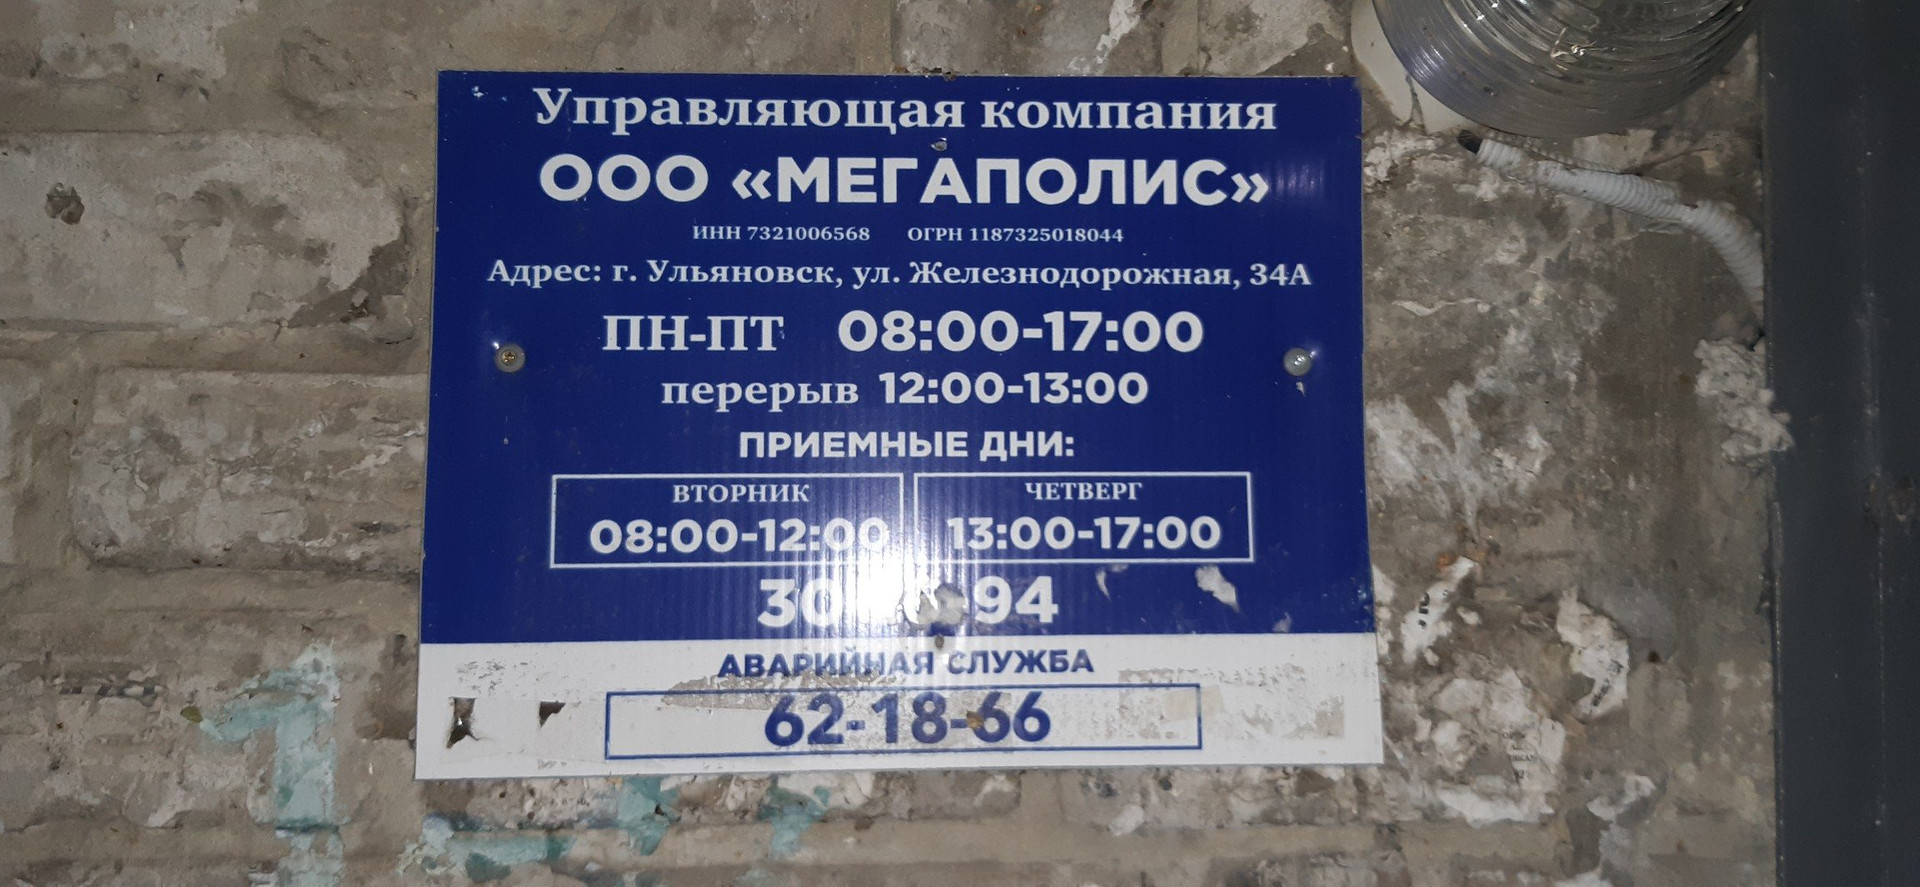 Управляющая компания
ООО «МЕГАПОЛИС»
ИНН 7321006568 ОГРН 1187325018044
Адрес: г. Ульяновск, ул. Железнодорожная, 34А
ПН-ПТ 08:00-17:00
перерыв 12:00-13:00
ПРИЕМНЫЕ ДНИ:
ВТОРНИК ЧЕТВЕРГ
08:00-12:00 13:00-17:00
АВАРИЙНАЯ СЛУЖБА
62-18-66